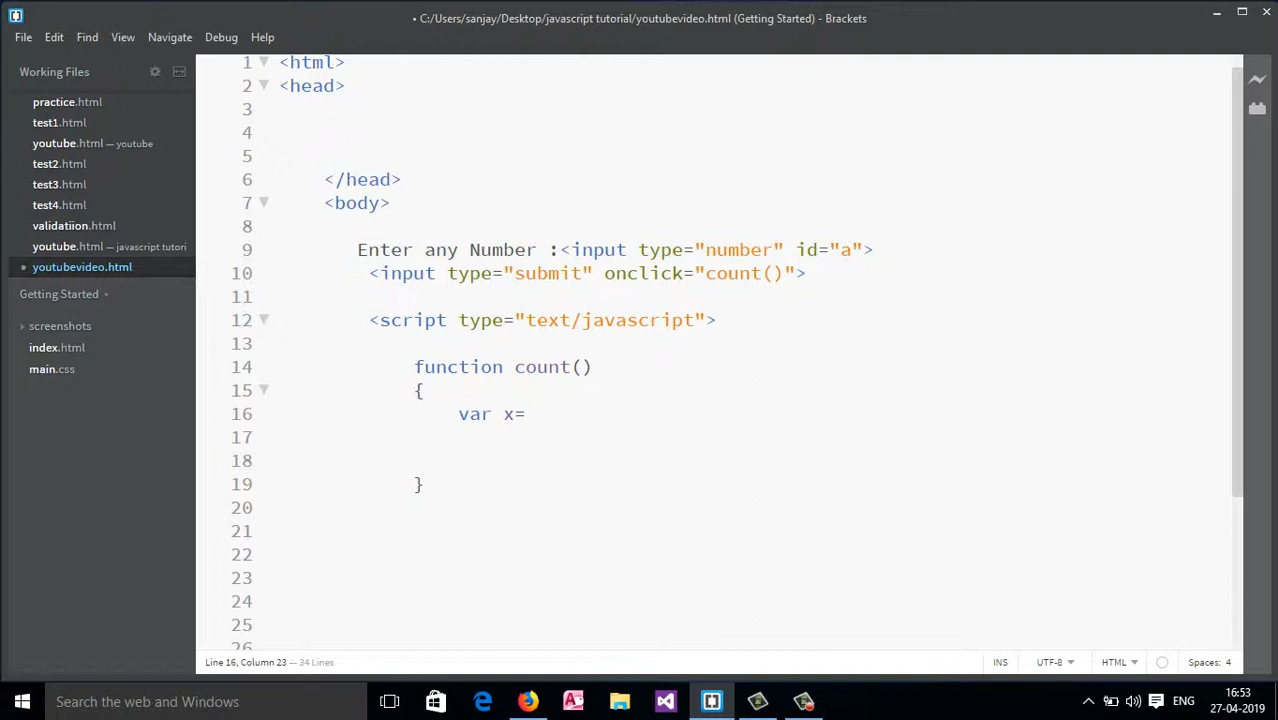 • C:/Users/sanjay/Desktop/javascript tutorial/youtubevideo.html (Getting Started) - Brackets
File Edit Find View Navigate Debug Help
Working Files
practice.html
test1.html
youtube.html — youtube
test2.html
test3.html
test4.html
validatiion.html
youtube.html — javascript tutori
youtubevideo.html
Getting Started
screenshots
index.html
main.css
1 <html>
2 <head>
3
4
5
6 </head>
7 <body>
8
9 Enter any Number :<input type="number" id="a">
10 <input type="submit" onclick="count()">
11
12 <script type="text/javascript">
13
14 function count()
15 {
16 var x=
17
18
19 }
20
21
22
23
24
25
26
Line 16, Column 23 — 34 Lines
INS UTF-8 HTML Spaces: 4
Search the web and Windows
ENG
16:53
27-04-2019